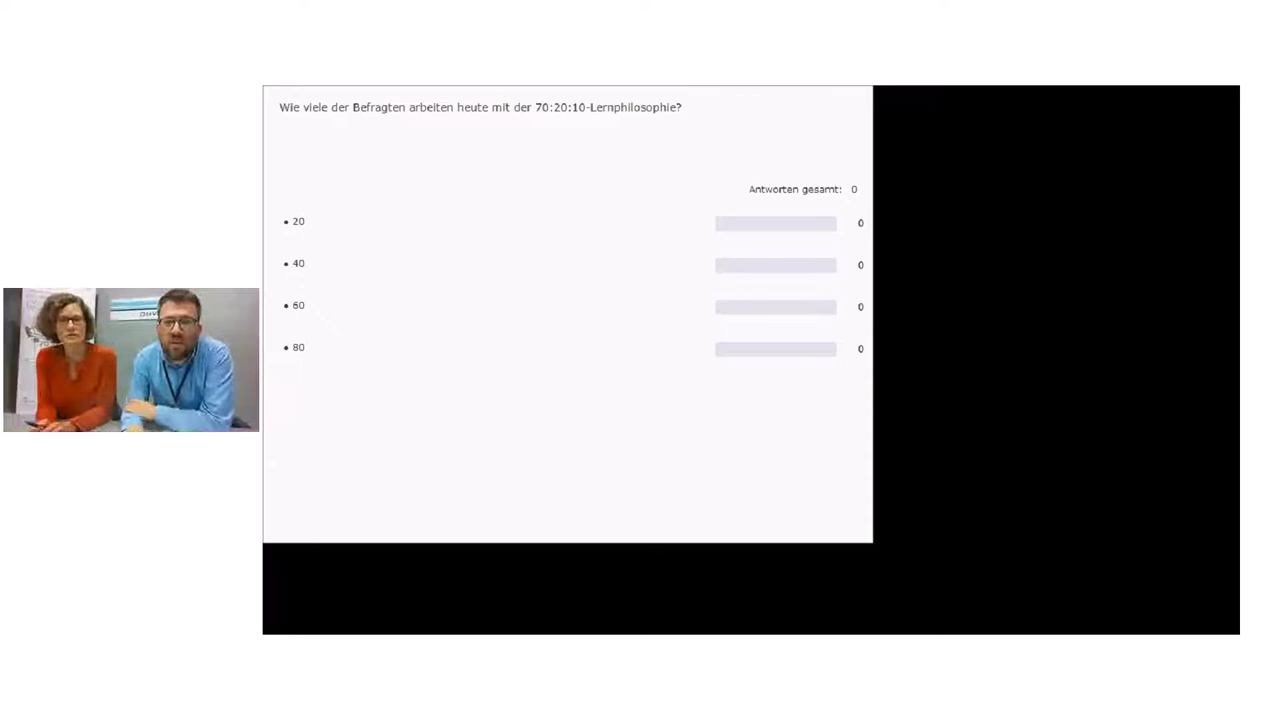 Wie viele der Befragten arbeiten heute mit der 70:20:10-Lernphilosophie?
Antworten gesamt: 0
• 20 0
• 40 0
• 60 0
• 80 0